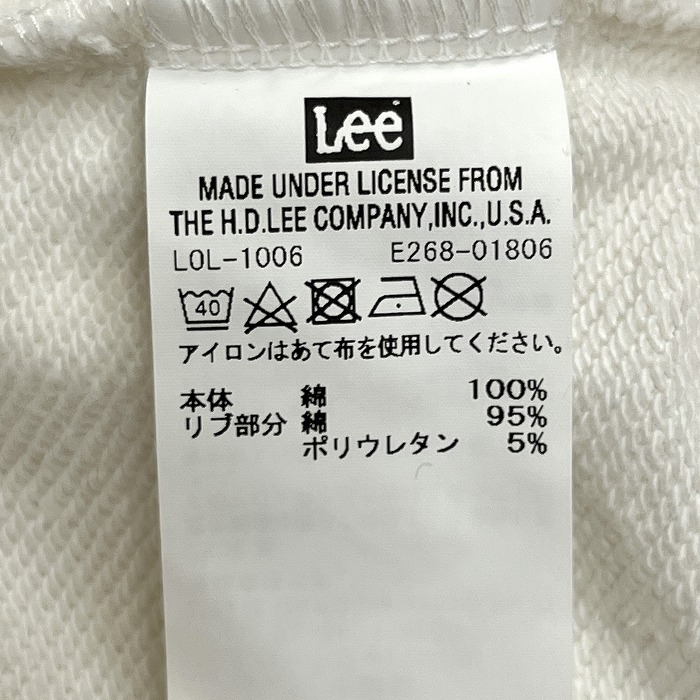 Lee
MADE UNDER LICENSE FROM
THE H.D.LEE COMPANY,INC.,U.S.A.
LOL-1006 E268-01806
40
アイロンはあて布を使用してください。
本体 綿 100%
リブ部分 綿 95%
ポリウレタン 5%